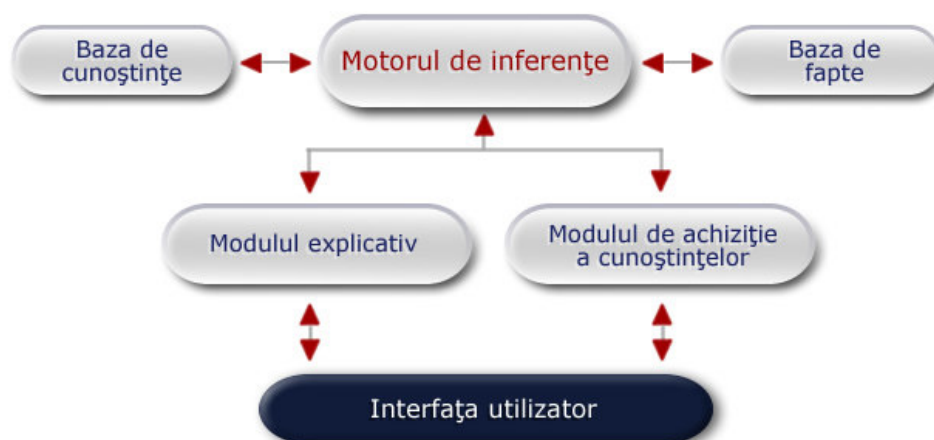 Baza de
cunoştinţe
Motorul de inferenţe
Baza de
fapte
Modulul explicativ
Modulul de achiziţie
a cunoştinţelor
Interfaţa utilizator